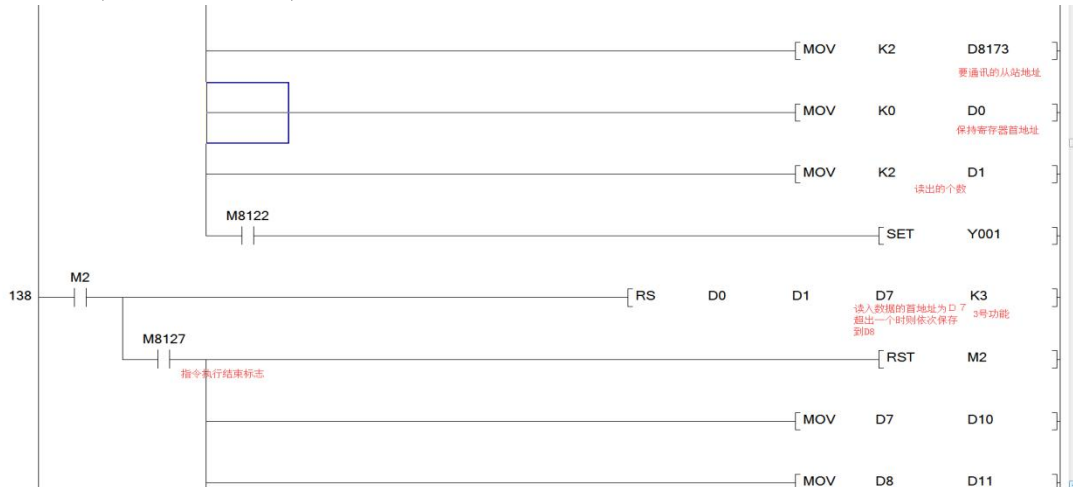 MOV K2 D8173
要通讯的从站地址
MOV K0 D0
保持寄存器首地址
MOV K2 D1
读出的个数
M8122
SET Y001
M2
138
RS D0 D1 D7 K3
读入数据的首地址为D7
超出一个时则依次保存
到D8
3号功能
M8127
RST M2
指令执行结束标志
MOV D7 D10
MOV D8 D11